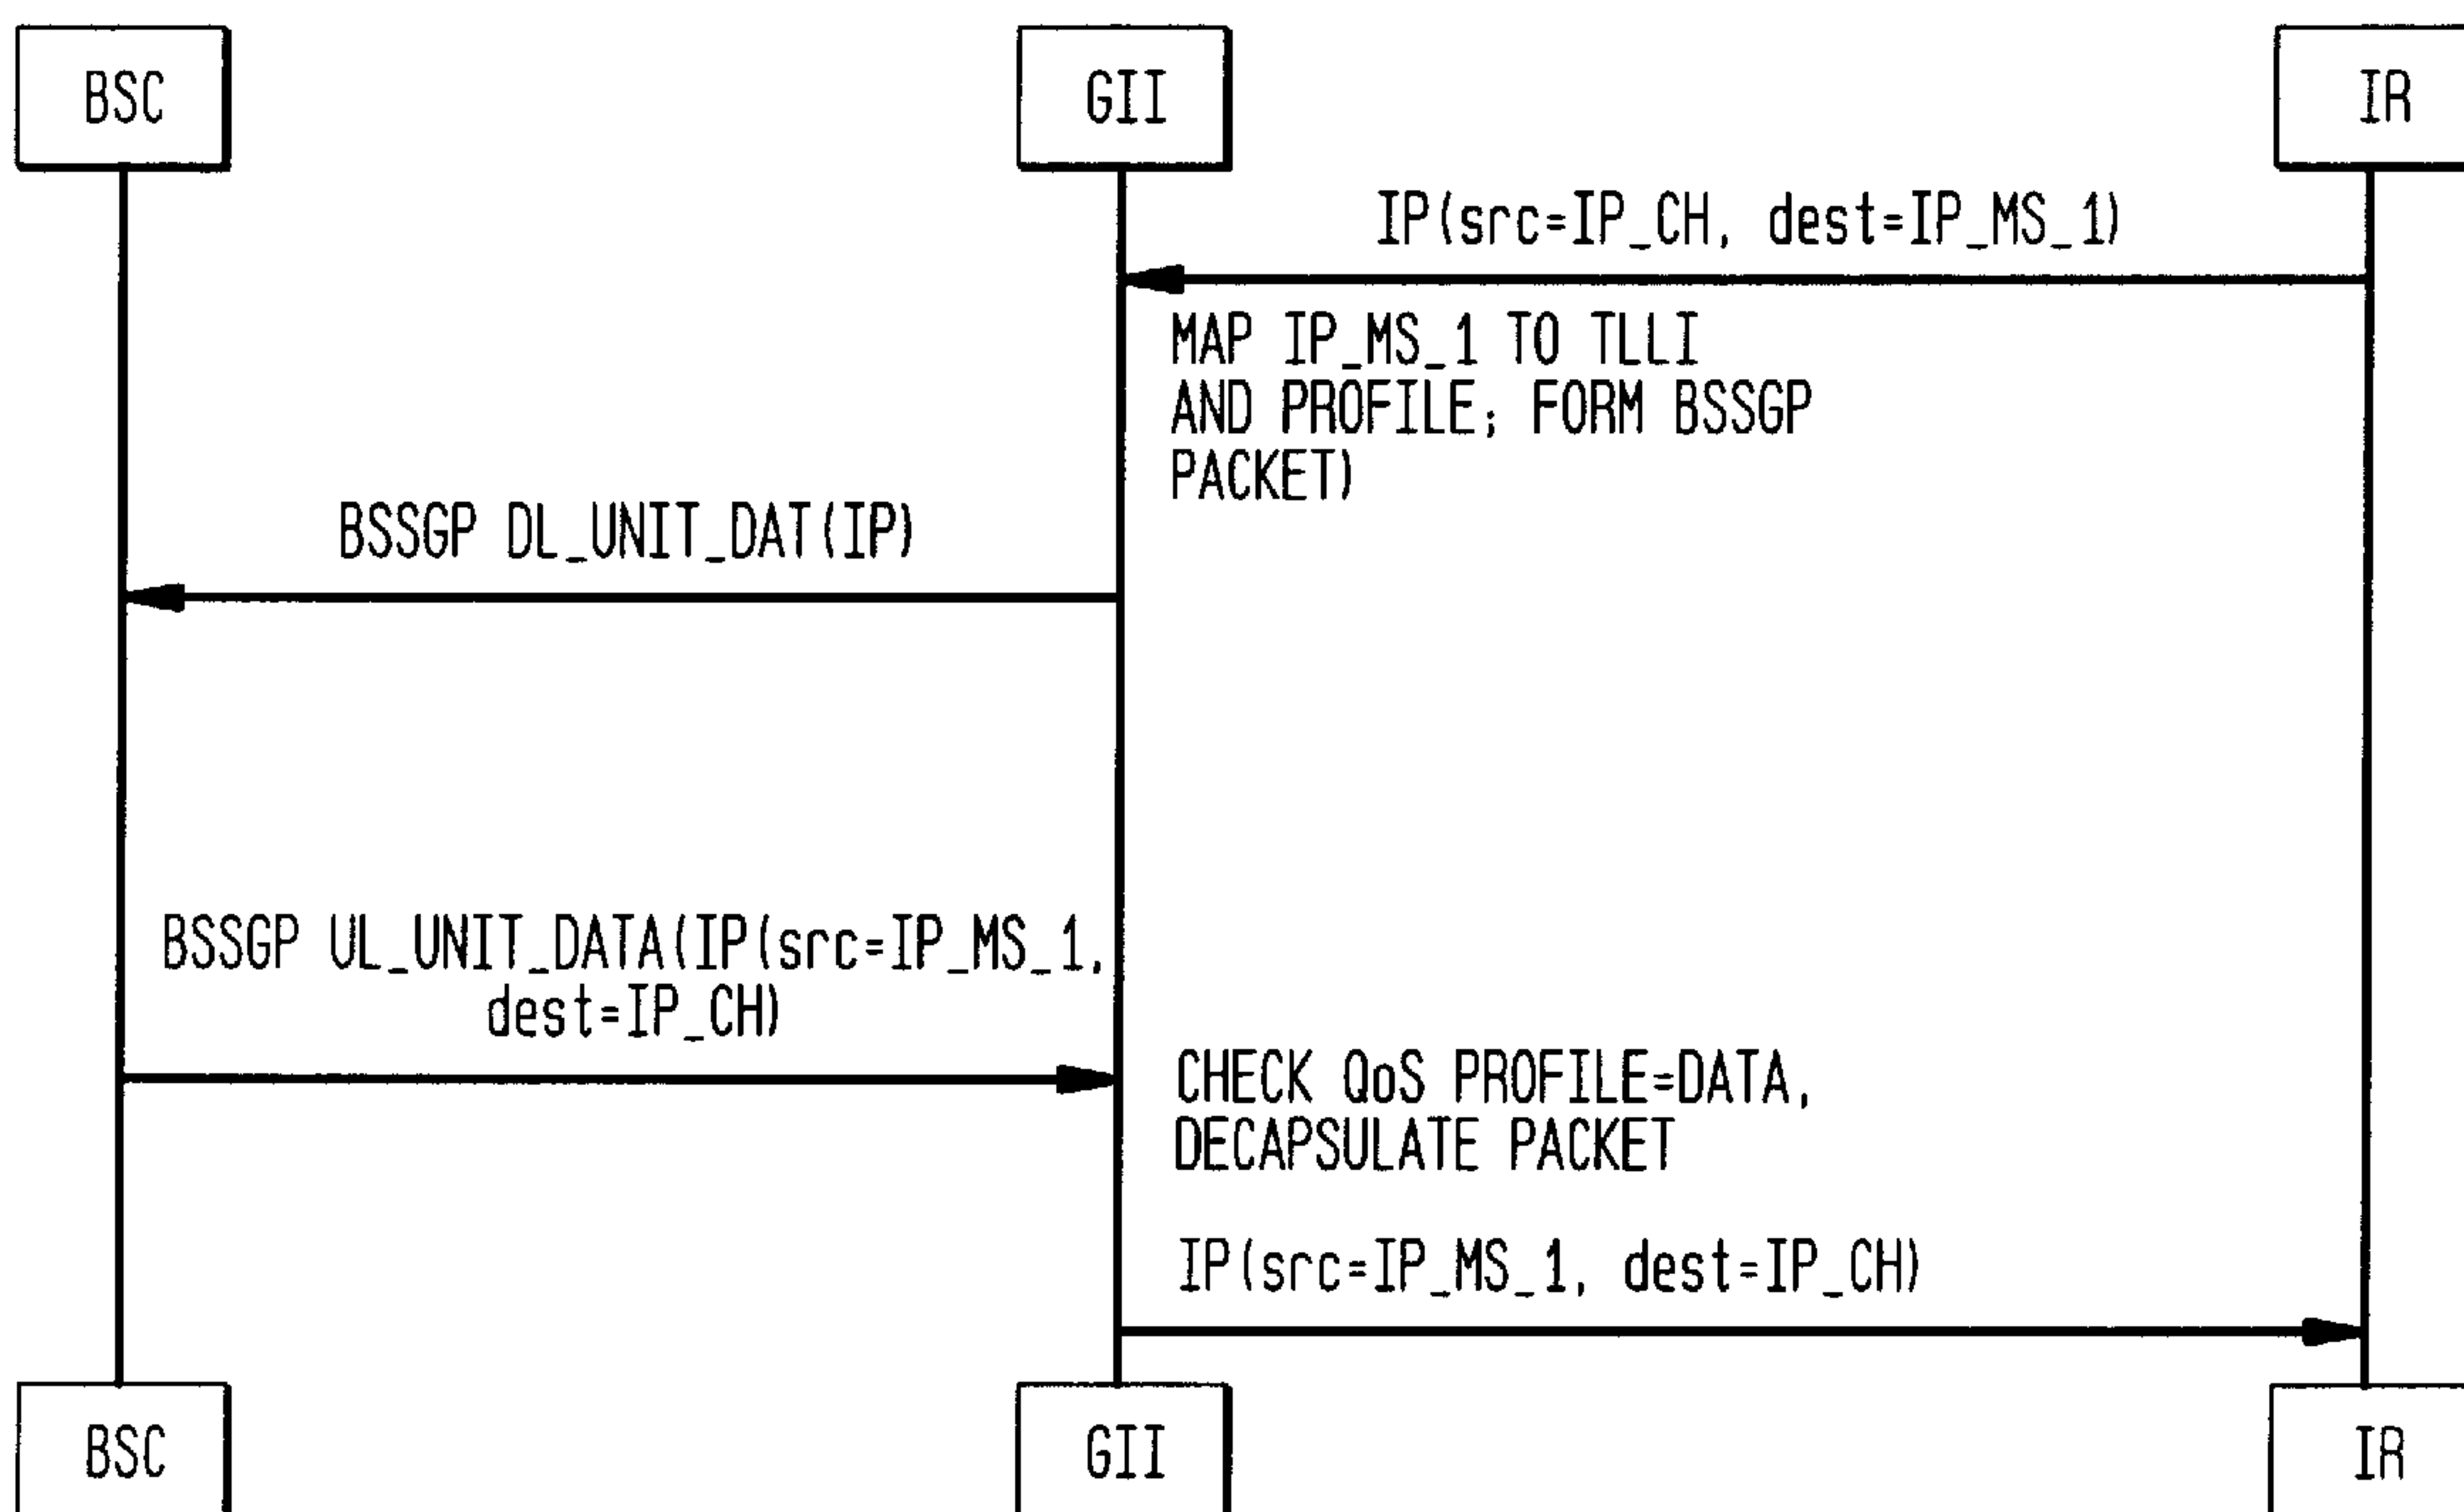 BSC
GII
IR
IP(src=IP_CH, dest=IP_MS_1)
MAP IP_MS_1 TO TLLI
AND PROFILE; FORM BSSGP
PACKET)
BSSGP DL_UNIT_DAT(IP)
BSSGP UL_UNIT_DATA(IP(src=IP_MS_1,
dest=IP_CH)
CHECK QoS PROFILE=DATA,
DECAPSULATE PACKET
IP(src=IP_MS_1, dest=IP_CH)
BSC
GII
IR